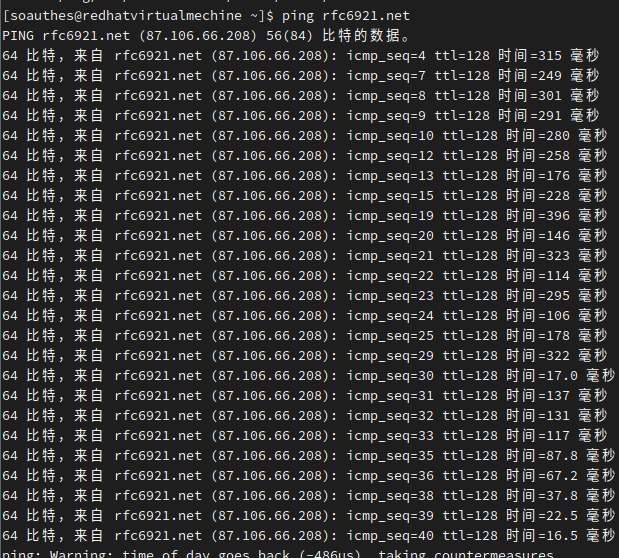 [soauthes@redhatvirtualmechine ~]$ ping rfc6921.net
PING rfc6921.net (87.106.66.208) 56(84) 比特的数据。
64 比特，来自 rfc6921.net (87.106.66.208): icmp_seq=4 ttl=128 时间=315 毫秒
64 比特，来自 rfc6921.net (87.106.66.208): icmp_seq=7 ttl=128 时间=249 毫秒
64 比特，来自 rfc6921.net (87.106.66.208): icmp_seq=8 ttl=128 时间=301 毫秒
64 比特，来自 rfc6921.net (87.106.66.208): icmp_seq=9 ttl=128 时间=291 毫秒
64 比特，来自 rfc6921.net (87.106.66.208): icmp_seq=10 ttl=128 时间=280 毫秒
64 比特，来自 rfc6921.net (87.106.66.208): icmp_seq=12 ttl=128 时间=258 毫秒
64 比特，来自 rfc6921.net (87.106.66.208): icmp_seq=13 ttl=128 时间=176 毫秒
64 比特，来自 rfc6921.net (87.106.66.208): icmp_seq=15 ttl=128 时间=228 毫秒
64 比特，来自 rfc6921.net (87.106.66.208): icmp_seq=19 ttl=128 时间=396 毫秒
64 比特，来自 rfc6921.net (87.106.66.208): icmp_seq=20 ttl=128 时间=146 毫秒
64 比特，来自 rfc6921.net (87.106.66.208): icmp_seq=21 ttl=128 时间=323 毫秒
64 比特，来自 rfc6921.net (87.106.66.208): icmp_seq=22 ttl=128 时间=114 毫秒
64 比特，来自 rfc6921.net (87.106.66.208): icmp_seq=23 ttl=128 时间=295 毫秒
64 比特，来自 rfc6921.net (87.106.66.208): icmp_seq=24 ttl=128 时间=106 毫秒
64 比特，来自 rfc6921.net (87.106.66.208): icmp_seq=25 ttl=128 时间=178 毫秒
64 比特，来自 rfc6921.net (87.106.66.208): icmp_seq=29 ttl=128 时间=322 毫秒
64 比特，来自 rfc6921.net (87.106.66.208): icmp_seq=30 ttl=128 时间=17.0 毫秒
64 比特，来自 rfc6921.net (87.106.66.208): icmp_seq=31 ttl=128 时间=137 毫秒
64 比特，来自 rfc6921.net (87.106.66.208): icmp_seq=32 ttl=128 时间=131 毫秒
64 比特，来自 rfc6921.net (87.106.66.208): icmp_seq=33 ttl=128 时间=117 毫秒
64 比特，来自 rfc6921.net (87.106.66.208): icmp_seq=35 ttl=128 时间=87.8 毫秒
64 比特，来自 rfc6921.net (87.106.66.208): icmp_seq=36 ttl=128 时间=67.2 毫秒
64 比特，来自 rfc6921.net (87.106.66.208): icmp_seq=38 ttl=128 时间=37.8 毫秒
64 比特，来自 rfc6921.net (87.106.66.208): icmp_seq=39 ttl=128 时间=22.5 毫秒
64 比特，来自 rfc6921.net (87.106.66.208): icmp_seq=40 ttl=128 时间=16.5 毫秒
ping: Warning: time of day goes back (-486us), taking countermeasures